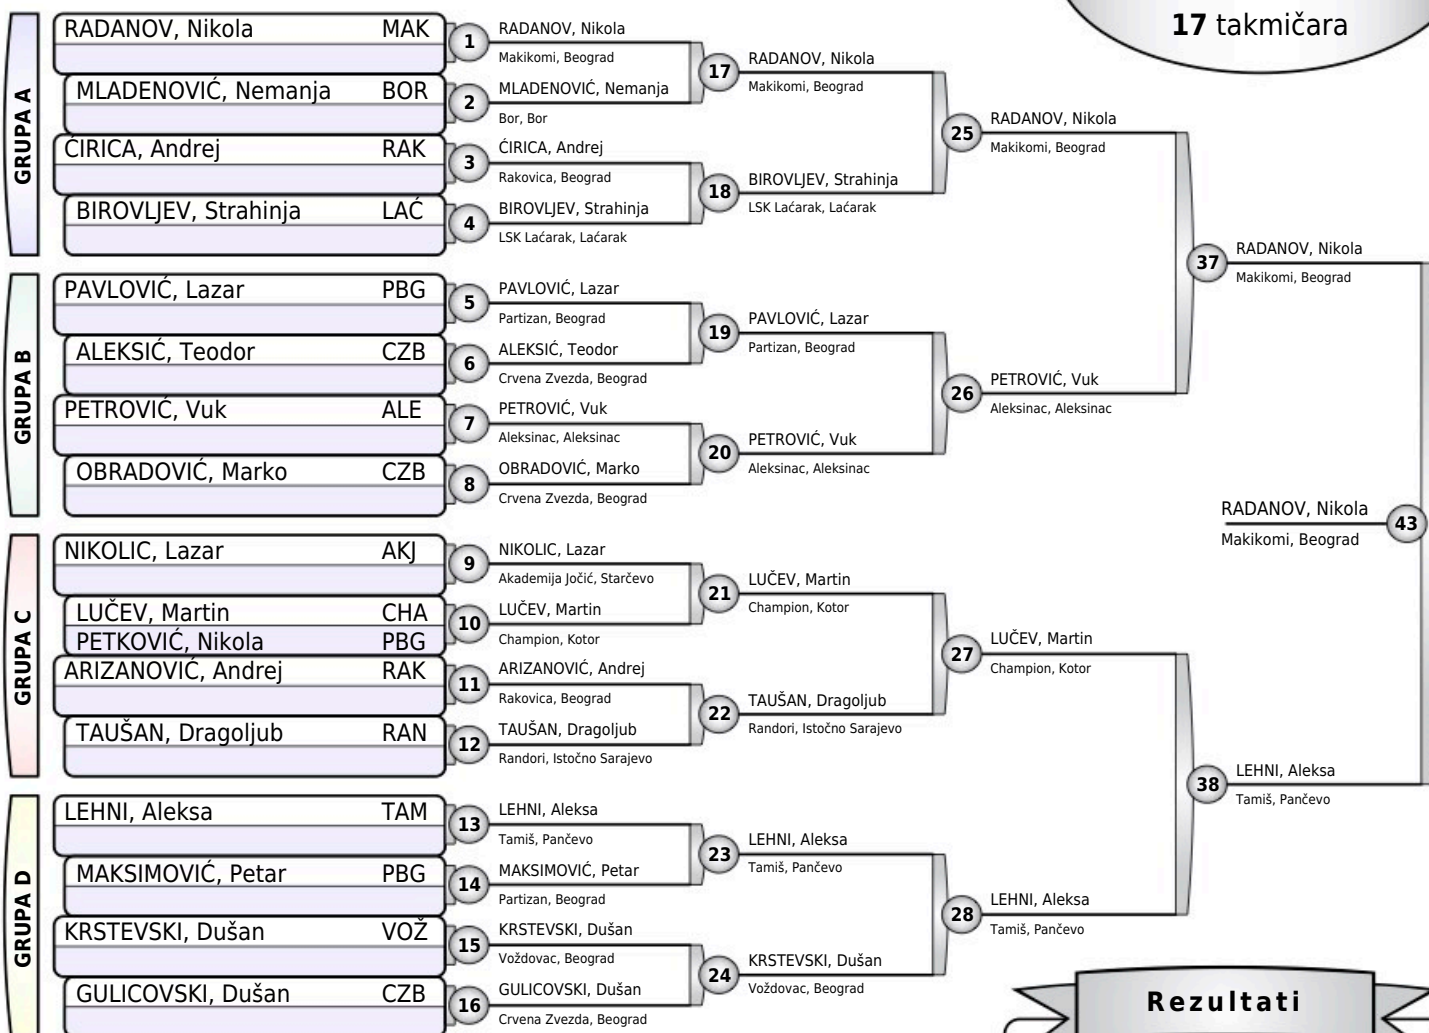 17 takmičara
GRUPA A
RADANOV, Nikola MAK
MLADENOVIĆ, Nemanja BOR
ĆIRICA, Andrej RAK
BIROVLJEV, Strahinja LAĆ
GRUPA B
PAVLOVIĆ, Lazar PBG
ALEKSIĆ, Teodor CZB
PETROVIĆ, Vuk ALE
OBRADOVIĆ, Marko CZB
GRUPA C
NIKOLIC, Lazar AKJ
LUČEV, Martin CHA
PETKOVIĆ, Nikola PBG
ARIZANOVIĆ, Andrej RAK
TAUŠAN, Dragoljub RAN
GRUPA D
LEHNI, Aleksa TAM
MAKSIMOVIĆ, Petar PBG
KRSTEVSKI, Dušan VOŽ
GULICOVSKI, Dušan CZB
1 RADANOV, Nikola
Makikomi, Beograd
2 MLADENOVIĆ, Nemanja
Bor, Bor
3 ĆIRICA, Andrej
Rakovica, Beograd
4 BIROVLJEV, Strahinja
LSK Laćarak, Laćarak
5 PAVLOVIĆ, Lazar
Partizan, Beograd
6 ALEKSIĆ, Teodor
Crvena Zvezda, Beograd
7 PETROVIĆ, Vuk
Aleksinac, Aleksinac
8 OBRADOVIĆ, Marko
Crvena Zvezda, Beograd
9 NIKOLIC, Lazar
Akademija Jočić, Starčevo
10 LUČEV, Martin
Champion, Kotor
11 ARIZANOVIĆ, Andrej
Rakovica, Beograd
12 TAUŠAN, Dragoljub
Randori, Istočno Sarajevo
13 LEHNI, Aleksa
Tamiš, Pančevo
14 MAKSIMOVIĆ, Petar
Partizan, Beograd
15 KRSTEVSKI, Dušan
Voždovac, Beograd
16 GULICOVSKI, Dušan
Crvena Zvezda, Beograd
17 RADANOV, Nikola
Makikomi, Beograd
18 BIROVLJEV, Strahinja
LSK Laćarak, Laćarak
19 PAVLOVIĆ, Lazar
Partizan, Beograd
20 PETROVIĆ, Vuk
Aleksinac, Aleksinac
21 LUČEV, Martin
Champion, Kotor
22 TAUŠAN, Dragoljub
Randori, Istočno Sarajevo
23 LEHNI, Aleksa
Tamiš, Pančevo
24 KRSTEVSKI, Dušan
Voždovac, Beograd
25 RADANOV, Nikola
Makikomi, Beograd
26 PETROVIĆ, Vuk
Aleksinac, Aleksinac
27 LUČEV, Martin
Champion, Kotor
28 LEHNI, Aleksa
Tamiš, Pančevo
37 RADANOV, Nikola
Makikomi, Beograd
38 LEHNI, Aleksa
Tamiš, Pančevo
RADANOV, Nikola 43
Makikomi, Beograd
Rezultati